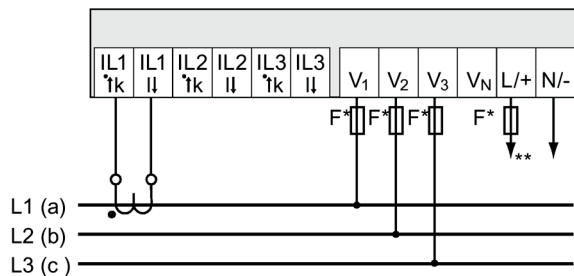 IL1 IL1 IL2 IL2 IL3 IL3
↑k l↓ ↑k l↓ ↑k l↓ V1 V2 V3 VN L/+ N/-
F* F* F* F*
**
L1 (a)
L2 (b)
L3 (c )